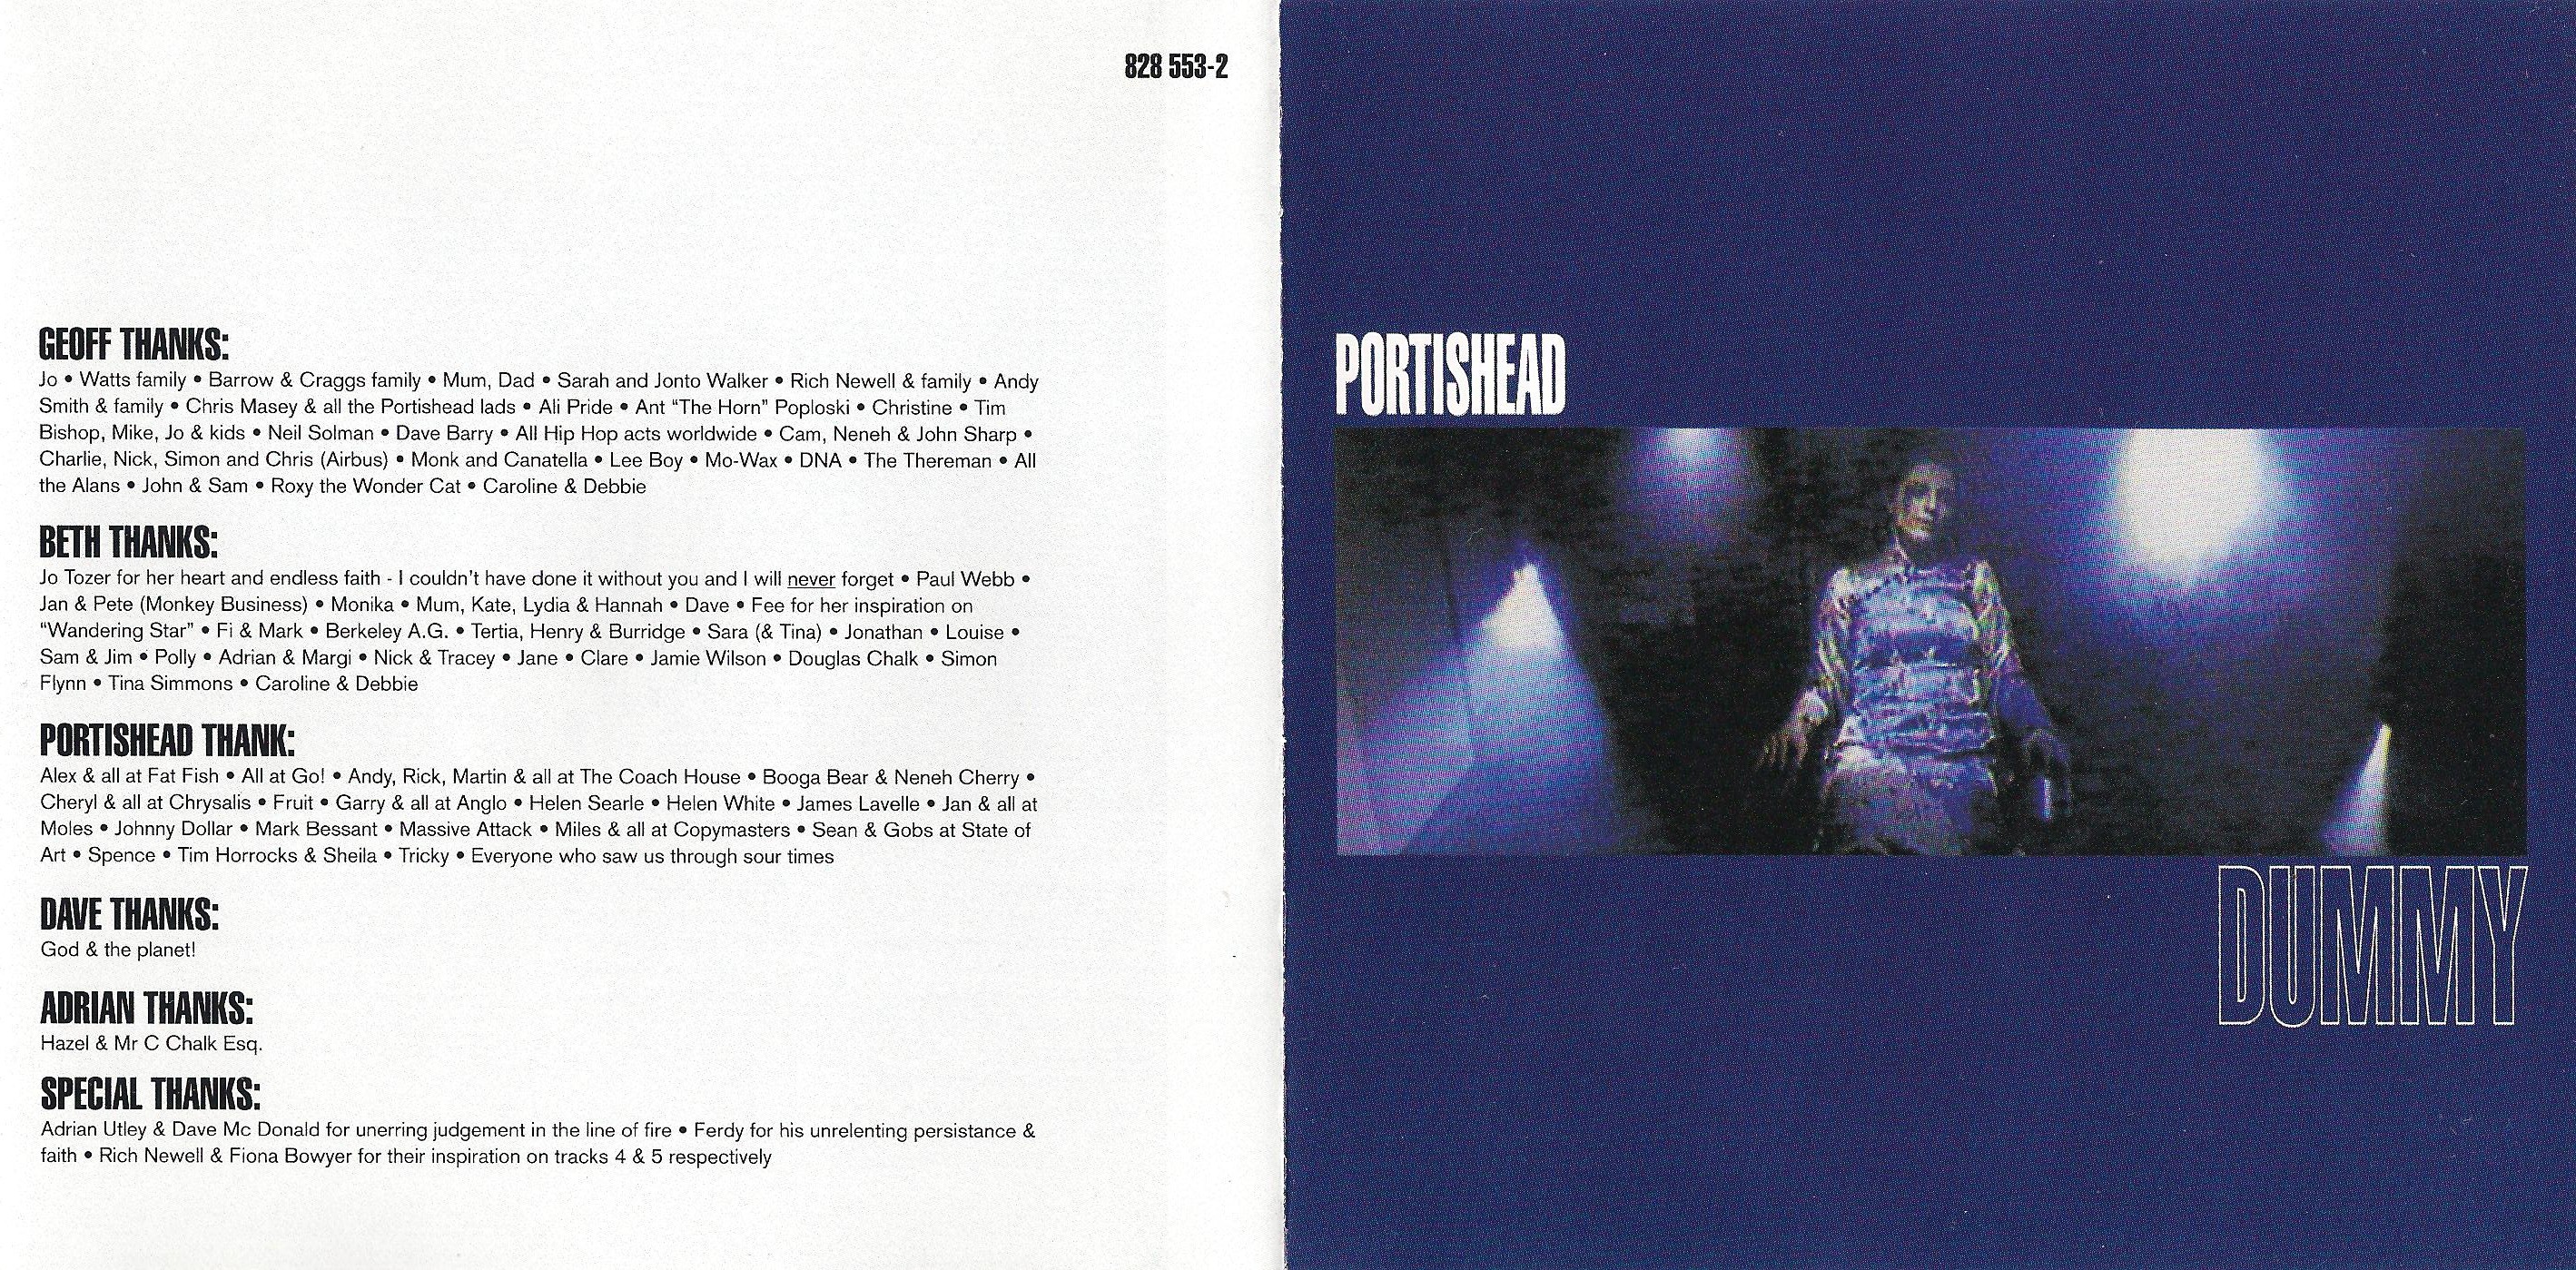 828 553-2
GEOFF THANKS:
Jo • Watts family • Barrow & Craggs family • Mum, Dad • Sarah and Jonto Walker • Rich Newell & family • Andy
Smith & family • Chris Masey & all the Portishead lads • Ali Pride • Ant “The Horn” Poploski • Christine • Tim
Bishop, Mike, Jo & kids • Neil Solman • Dave Barry • All Hip Hop acts worldwide • Cam, Neneh & John Sharp •
Charlie, Nick, Simon and Chris (Airbus) • Monk and Canatella • Lee Boy • Mo-Wax • DNA • The Thereman • All
the Alans • John & Sam • Roxy the Wonder Cat • Caroline & Debbie
BETH THANKS:
Jo Tozer for her heart and endless faith - I couldn’t have done it without you and I will never forget • Paul Webb •
Jan & Pete (Monkey Business) • Monika • Mum, Kate, Lydia & Hannah • Dave • Fee for her inspiration on
“Wandering Star” • Fi & Mark • Berkeley A.G. • Tertia, Henry & Burridge • Sara (& Tina) • Jonathan • Louise •
Sam & Jim • Polly • Adrian & Margi • Nick & Tracey • Jane • Clare • Jamie Wilson • Douglas Chalk • Simon
Flynn • Tina Simmons • Caroline & Debbie
PORTISHEAD THANK:
Alex & all at Fat Fish • All at Go! • Andy, Rick, Martin & all at The Coach House • Booga Bear & Neneh Cherry •
Cheryl & all at Chrysalis • Fruit • Garry & all at Anglo • Helen Searle • Helen White • James Lavelle • Jan & all at
Moles • Johnny Dollar • Mark Bessant • Massive Attack • Miles & all at Copymasters • Sean & Gobs at State of
Art • Spence • Tim Horrocks & Sheila • Tricky • Everyone who saw us through sour times
DAVE THANKS:
God & the planet!
ADRIAN THANKS:
Hazel & Mr C Chalk Esq.
SPECIAL THANKS:
Adrian Utley & Dave Mc Donald for unerring judgement in the line of fire • Ferdy for his unrelenting persistance &
faith • Rich Newell & Fiona Bowyer for their inspiration on tracks 4 & 5 respectively
PORTISHEAD
DUMMY